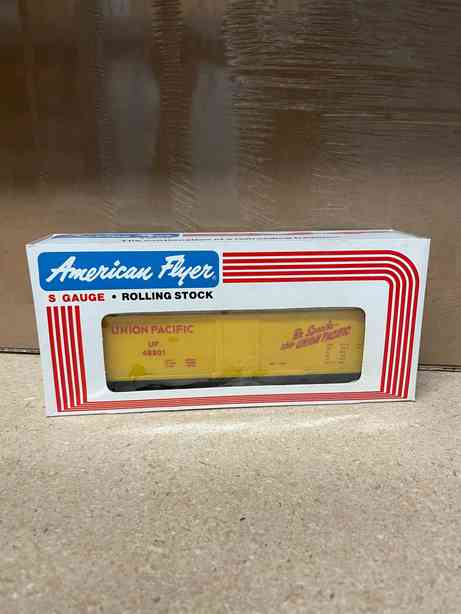 American Flyer
S GAUGE • ROLLING STOCK
UNION PACIFIC
UP
48801
Be Specific—
ship UNION PACIFIC